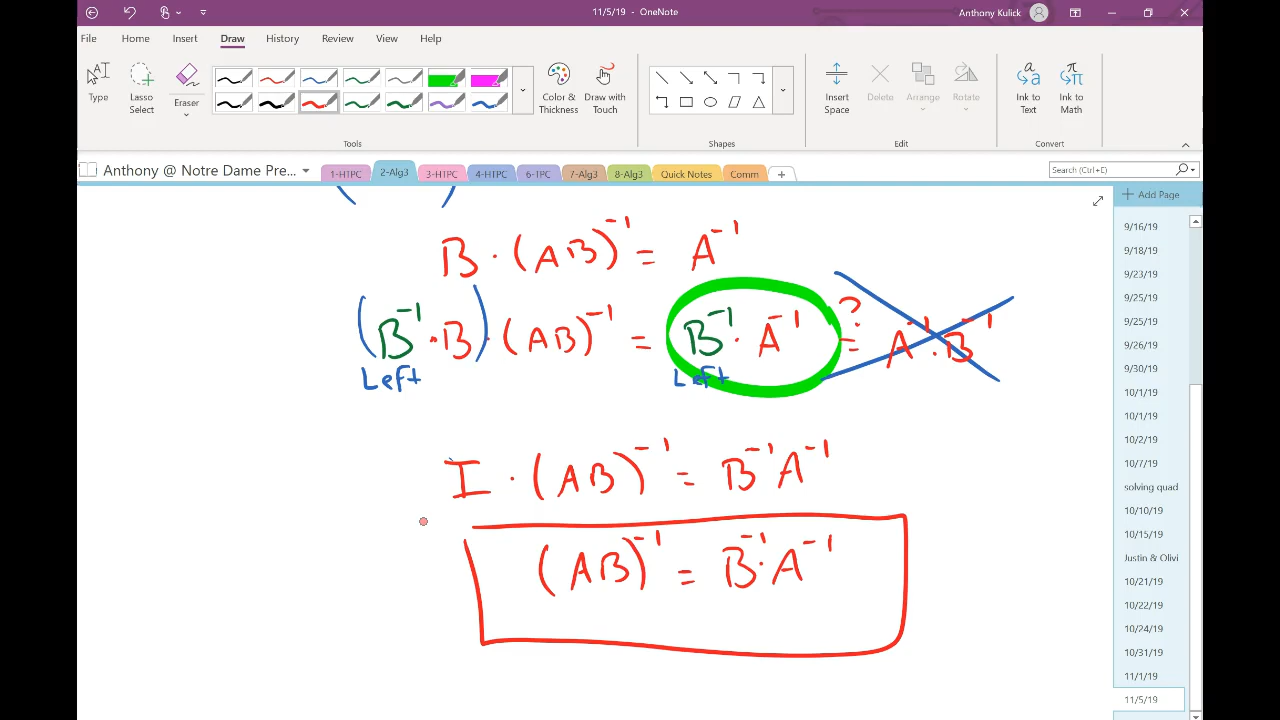 11/5/19 - OneNote
Anthony Kulick
File Home Insert Draw History Review View Help
Type
Lasso Select
Eraser
Color & Thickness
Draw with Touch
Insert Space
Delete
Arrange
Rotate
Ink to Text
Ink to Math
Tools
Shapes
Edit
Convert
Anthony @ Notre Dame Pre...
1-HTPC 2-Alg3 3-HTPC 4-HTPC 6-TPC 7-Alg3 8-Alg3 Quick Notes Comm +
Search (Ctrl+E)
B · (AB)⁻¹ = A⁻¹
(B⁻¹ · B) · (AB)⁻¹ = B⁻¹ · A⁻¹ ?= A⁻¹ · B⁻¹
Left Left
I · (AB)⁻¹ = B⁻¹A⁻¹
(AB)⁻¹ = B⁻¹ · A⁻¹
+ Add Page
9/16/19
9/18/19
9/23/19
9/25/19
9/25/19
9/26/19
9/30/19
10/1/19
10/1/19
10/2/19
10/7/19
solving quad
10/10/19
10/15/19
Justin & Olivi
10/21/19
10/22/19
10/24/19
10/31/19
11/1/19
11/5/19